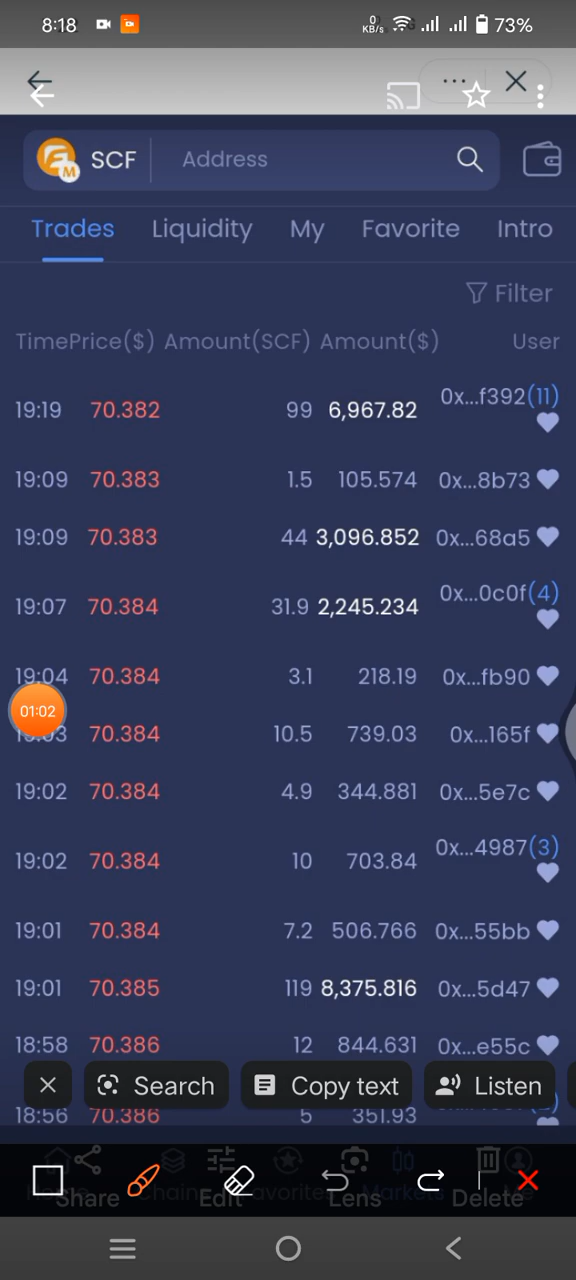 8:18 0 KB/s 73%
SCF Address
Trades Liquidity My Favorite Intro
Filter
Time Price($) Amount(SCF) Amount($) User
19:19 70.382 99 6,967.82 0x...f392(11)
19:09 70.383 1.5 105.574 0x...8b73
19:09 70.383 44 3,096.852 0x...68a5
19:07 70.384 31.9 2,245.234 0x...0c0f(4)
19:04 70.384 3.1 218.19 0x...fb90
01:02
70.384 10.5 739.03 0x...165f
19:02 70.384 4.9 344.881 0x...5e7c
19:02 70.384 10 703.84 0x...4987(3)
19:01 70.384 7.2 506.766 0x...55bb
19:01 70.385 119 8,375.816 0x...5d47
18:58 70.386 12 844.631 0x...e55c
Search Copy text Listen
18:56 70.386 5 351.93
Share Edit Lens Markets Delete